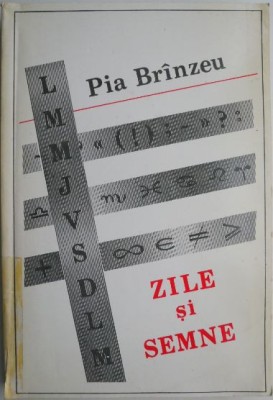 Pia Brînzeu
L
M
M
J
V
S
D
L
M
« ( ! ) ; - » ? :
♎ ♏ ♓ ♋ ♈
+ ∞ ∈ ≠ >
ZILE
și
SEMNE